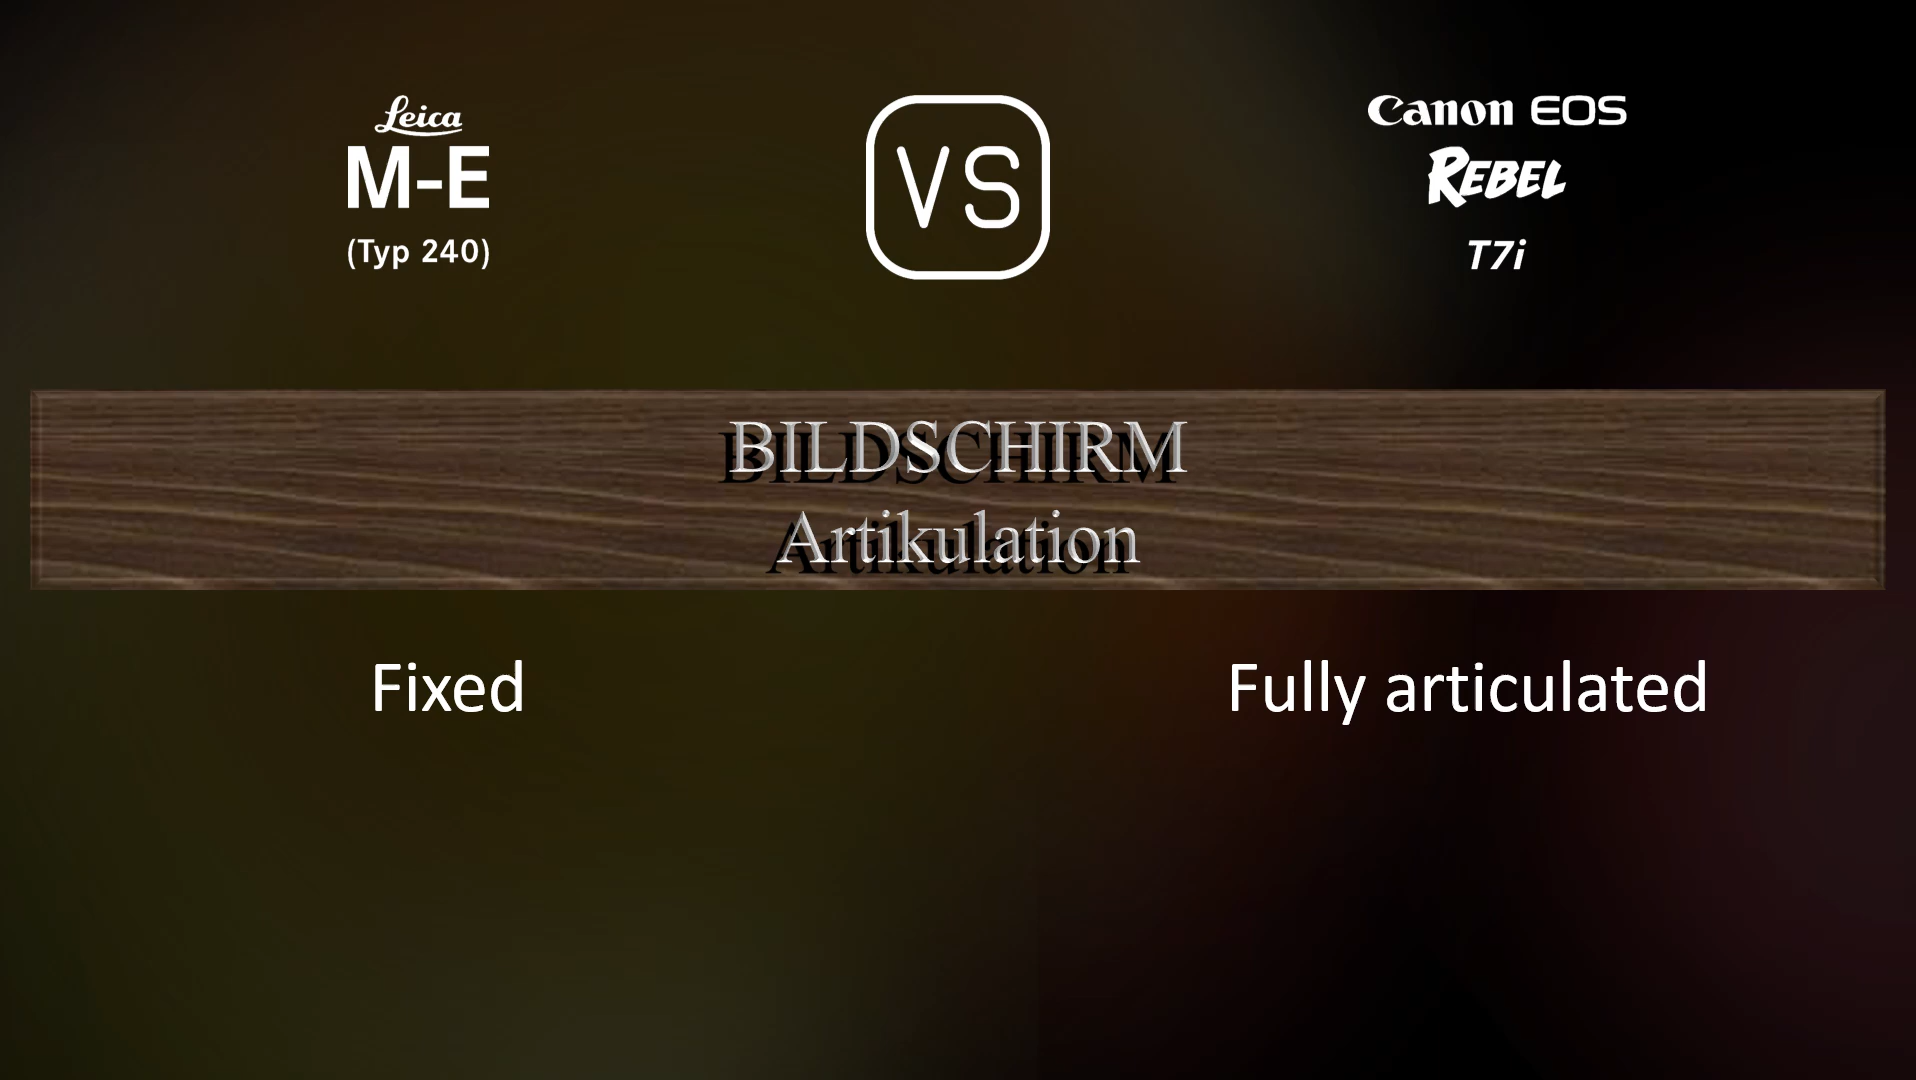 Leica
M-E
(Typ 240)
VS
Canon EOS
REBEL
T7i
BILDSCHIRM
Artikulation
Fixed
Fully articulated